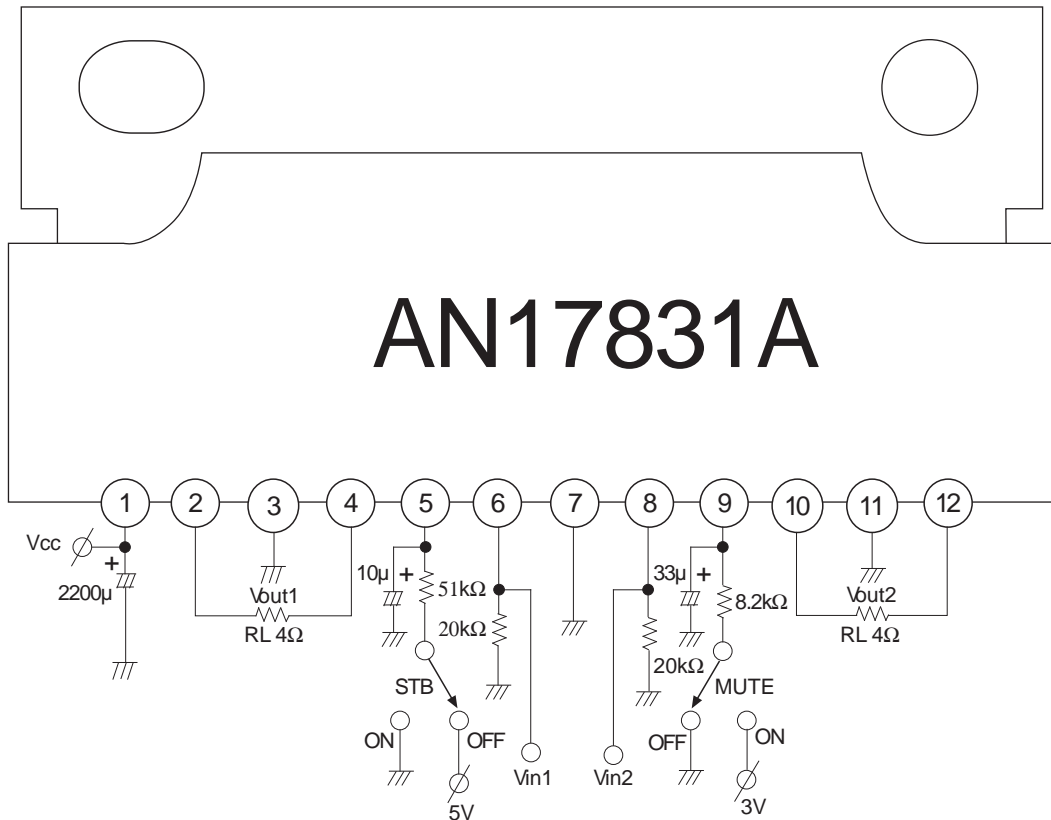 AN17831A
1 2 3 4 5 6 7 8 9 10 11 12
Vcc
+
2200µ
Vout1
RL 4Ω
10µ
+
51kΩ
20kΩ
STB
ON
OFF
5V
Vin1
Vin2
20kΩ
33µ
+
8.2kΩ
MUTE
OFF
ON
3V
Vout2
RL 4Ω